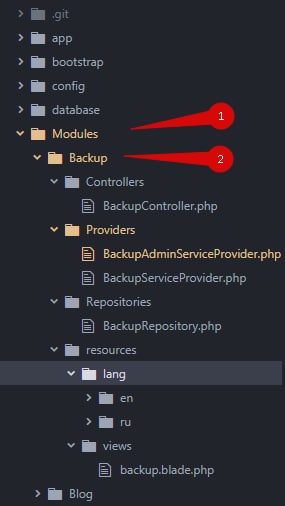 .git
app
bootstrap
config
database
1
Modules
2
Backup
Controllers
BackupController.php
Providers
BackupAdminServiceProvider.php
BackupServiceProvider.php
Repositories
BackupRepository.php
resources
lang
en
ru
views
backup.blade.php
Blog